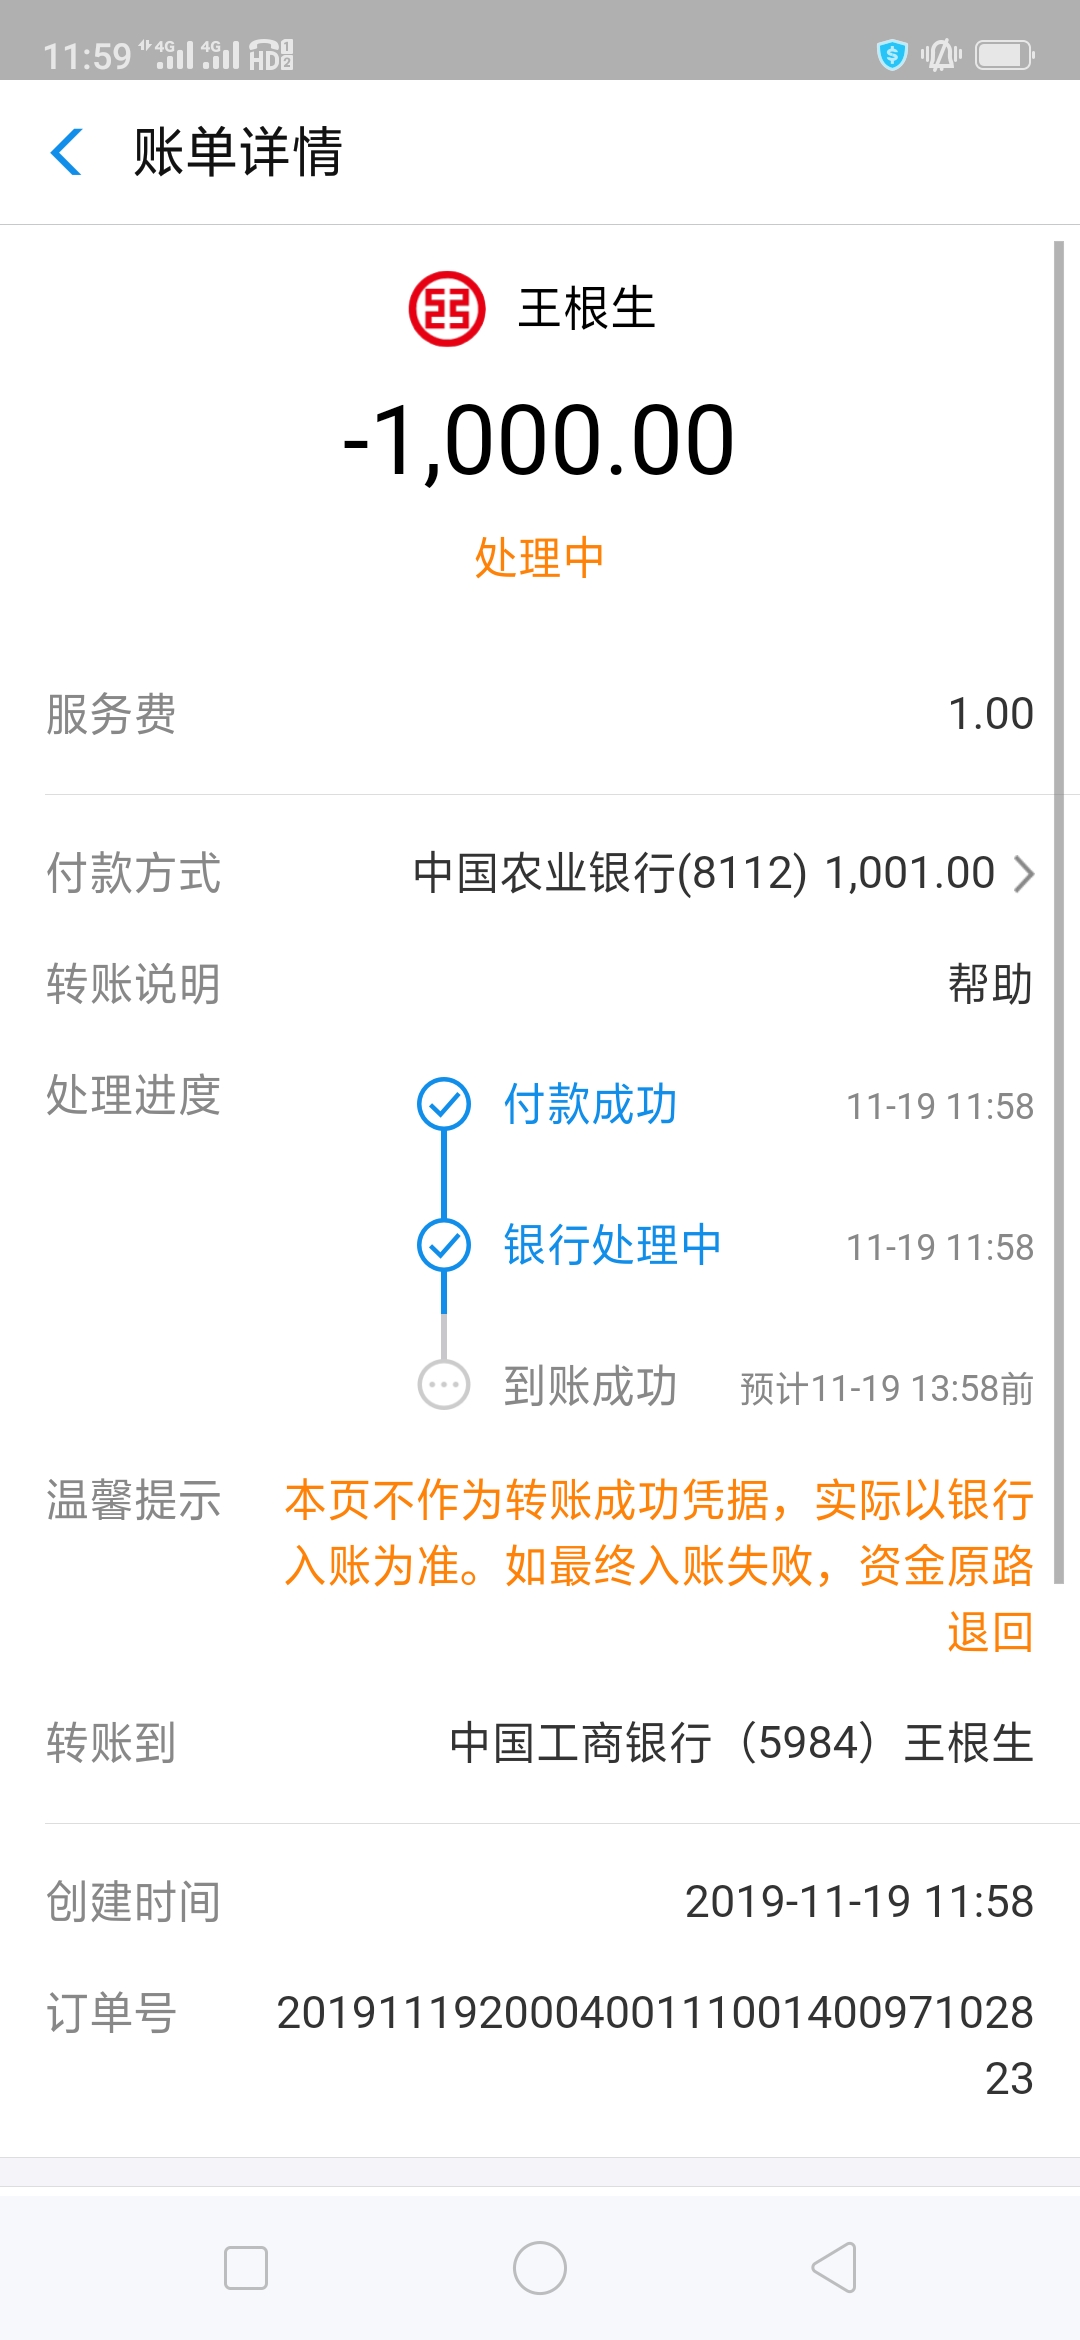 11:59 4G 4G HD 1 2
账单详情
王根生
-1,000.00
处理中
服务费 1.00
付款方式 中国农业银行(8112) 1,001.00
转账说明 帮助
处理进度 付款成功 11-19 11:58
银行处理中 11-19 11:58
到账成功 预计11-19 13:58前
温馨提示 本页不作为转账成功凭据，实际以银行
入账为准。如最终入账失败，资金原路
退回
转账到 中国工商银行（5984）王根生
创建时间 2019-11-19 11:58
订单号 201911192000400111001400971028
23